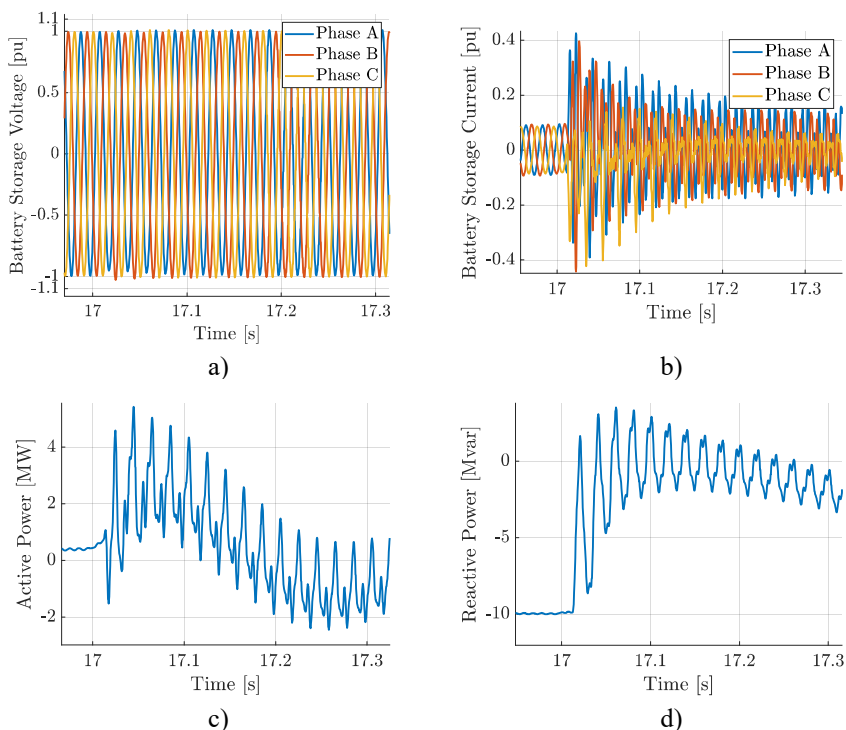 Battery Storage Voltage [pu]
1.1
1
0.5
0
-0.5
-1
-1.1
Phase A
Phase B
Phase C
17
17.1
17.2
17.3
Time [s]
a)
Battery Storage Current [pu]
0.4
0.2
0
-0.2
-0.4
Phase A
Phase B
Phase C
17
17.1
17.2
17.3
Time [s]
b)
Active Power [MW]
4
2
0
-2
17
17.1
17.2
17.3
Time [s]
c)
Reactive Power [Mvar]
0
-5
-10
17
17.1
17.2
17.3
Time [s]
d)